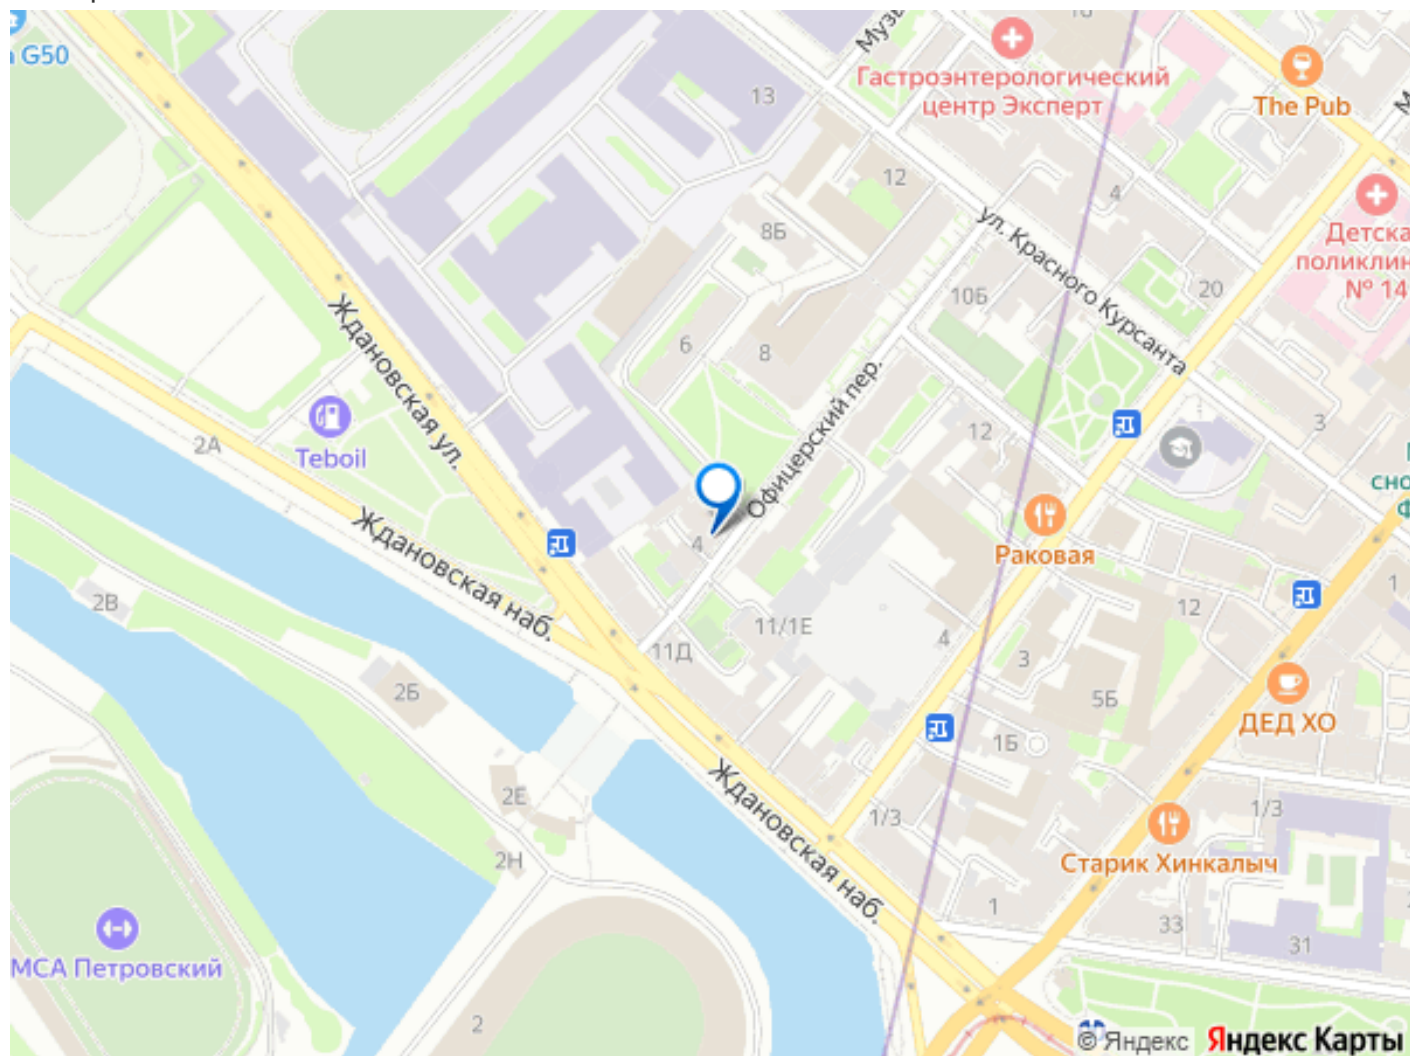 G50
13
Гастроэнтерологический
центр Эксперт
The Pub
12
4
8Б
ул. Красного Курсанта
Детска
поликлин
№ 14
20
10Б
Ждановская ул.
6
8
Офицерский пер.
3
2А
Teboil
12
сно
Раковая
4
Ждановская наб.
1
2В
12
11/1Е
4
11Д
3
2Б
5Б
ДЕД ХО
1Б
2Е
Ждановская наб.
1/3
1/3
2Н
Старик Хинкалыч
1
33
31
МСА Петровский
2
© Яндекс
Яндекс Карты